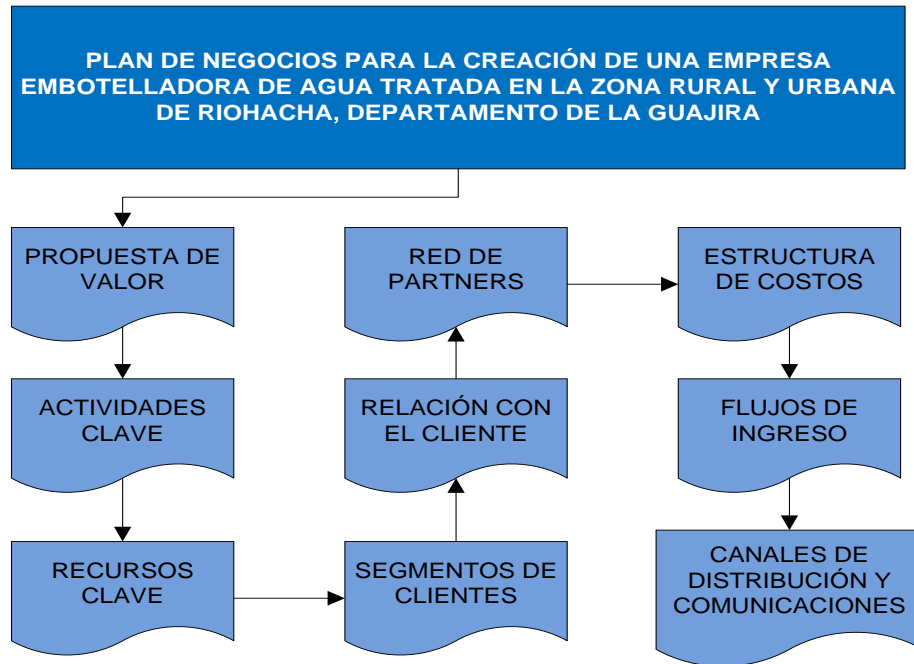 PLAN DE NEGOCIOS PARA LA CREACIÓN DE UNA EMPRESA
EMBOTELLADORA DE AGUA TRATADA EN LA ZONA RURAL Y URBANA
DE RIOHACHA, DEPARTAMENTO DE LA GUAJIRA
PROPUESTA DE
VALOR
ACTIVIDADES
CLAVE
RECURSOS
CLAVE
SEGMENTOS DE
CLIENTES
RELACIÓN CON
EL CLIENTE
RED DE
PARTNERS
ESTRUCTURA
DE COSTOS
FLUJOS DE
INGRESO
CANALES DE
DISTRIBUCIÓN Y
COMUNICACIONES